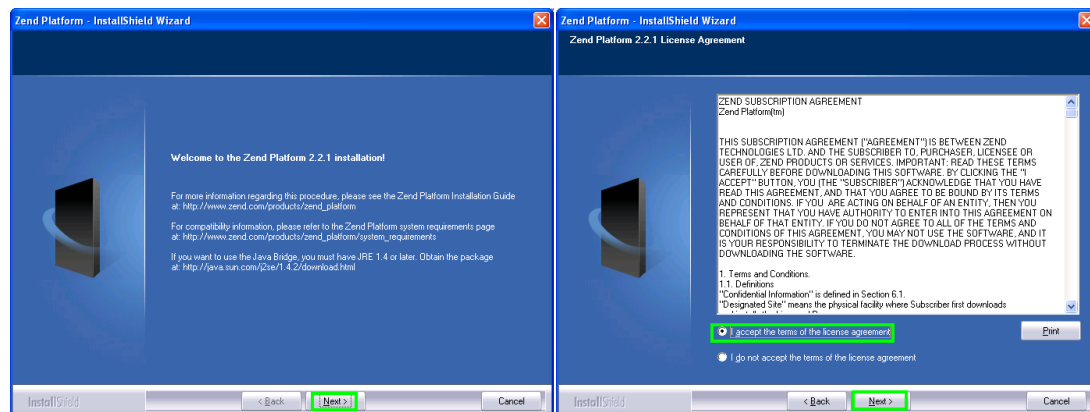 Zend Platform - InstallShield Wizard
Welcome to the Zend Platform 2.2.1 installation!
For more information regarding this procedure, please see the Zend Platform Installation Guide
at: http://www.zend.com/products/zend_platform
For compatibility information, please refer to the Zend Platform system requirements page
at: http://www.zend.com/products/zend_platform/system_requirements
If you want to use the Java Bridge, you must have JRE 1.4 or later. Obtain the package
at: http://java.sun.com/j2se/1.4.2/download.html
InstallShield
< Back
Next >
Cancel
Zend Platform - InstallShield Wizard
Zend Platform 2.2.1 License Agreement
ZEND SUBSCRIPTION AGREEMENT
Zend Platform(tm)
THIS SUBSCRIPTION AGREEMENT ("AGREEMENT") IS BETWEEN ZEND
TECHNOLOGIES LTD. AND THE SUBSCRIBER TO, PURCHASER, LICENSEE OR
USER OF, ZEND PRODUCTS OR SERVICES. IMPORTANT: READ THESE TERMS
CAREFULLY BEFORE DOWNLOADING THIS SOFTWARE. BY CLICKING THE "I
ACCEPT" BUTTON, YOU (THE "SUBSCRIBER") ACKNOWLEDGE THAT YOU HAVE
READ THIS AGREEMENT, AND THAT YOU AGREE TO BE BOUND BY ITS TERMS
AND CONDITIONS. IF YOU ARE ACTING ON BEHALF OF AN ENTITY, THEN YOU
REPRESENT THAT YOU HAVE AUTHORITY TO ENTER INTO THIS AGREEMENT ON
BEHALF OF THAT ENTITY. IF YOU DO NOT AGREE TO ALL OF THE TERMS AND
CONDITIONS OF THIS AGREEMENT, YOU MAY NOT USE THE SOFTWARE, AND IT
IS YOUR RESPONSIBILITY TO TERMINATE THE DOWNLOAD PROCESS WITHOUT
DOWNLOADING THE SOFTWARE.
1. Terms and Conditions.
1.1. Definitions
"Confidential Information" is defined in Section 6.1.
"Designated Site" means the physical facility where Subscriber first downloads
I accept the terms of the license agreement
Print
I do not accept the terms of the license agreement
InstallShield
< Back
Next >
Cancel